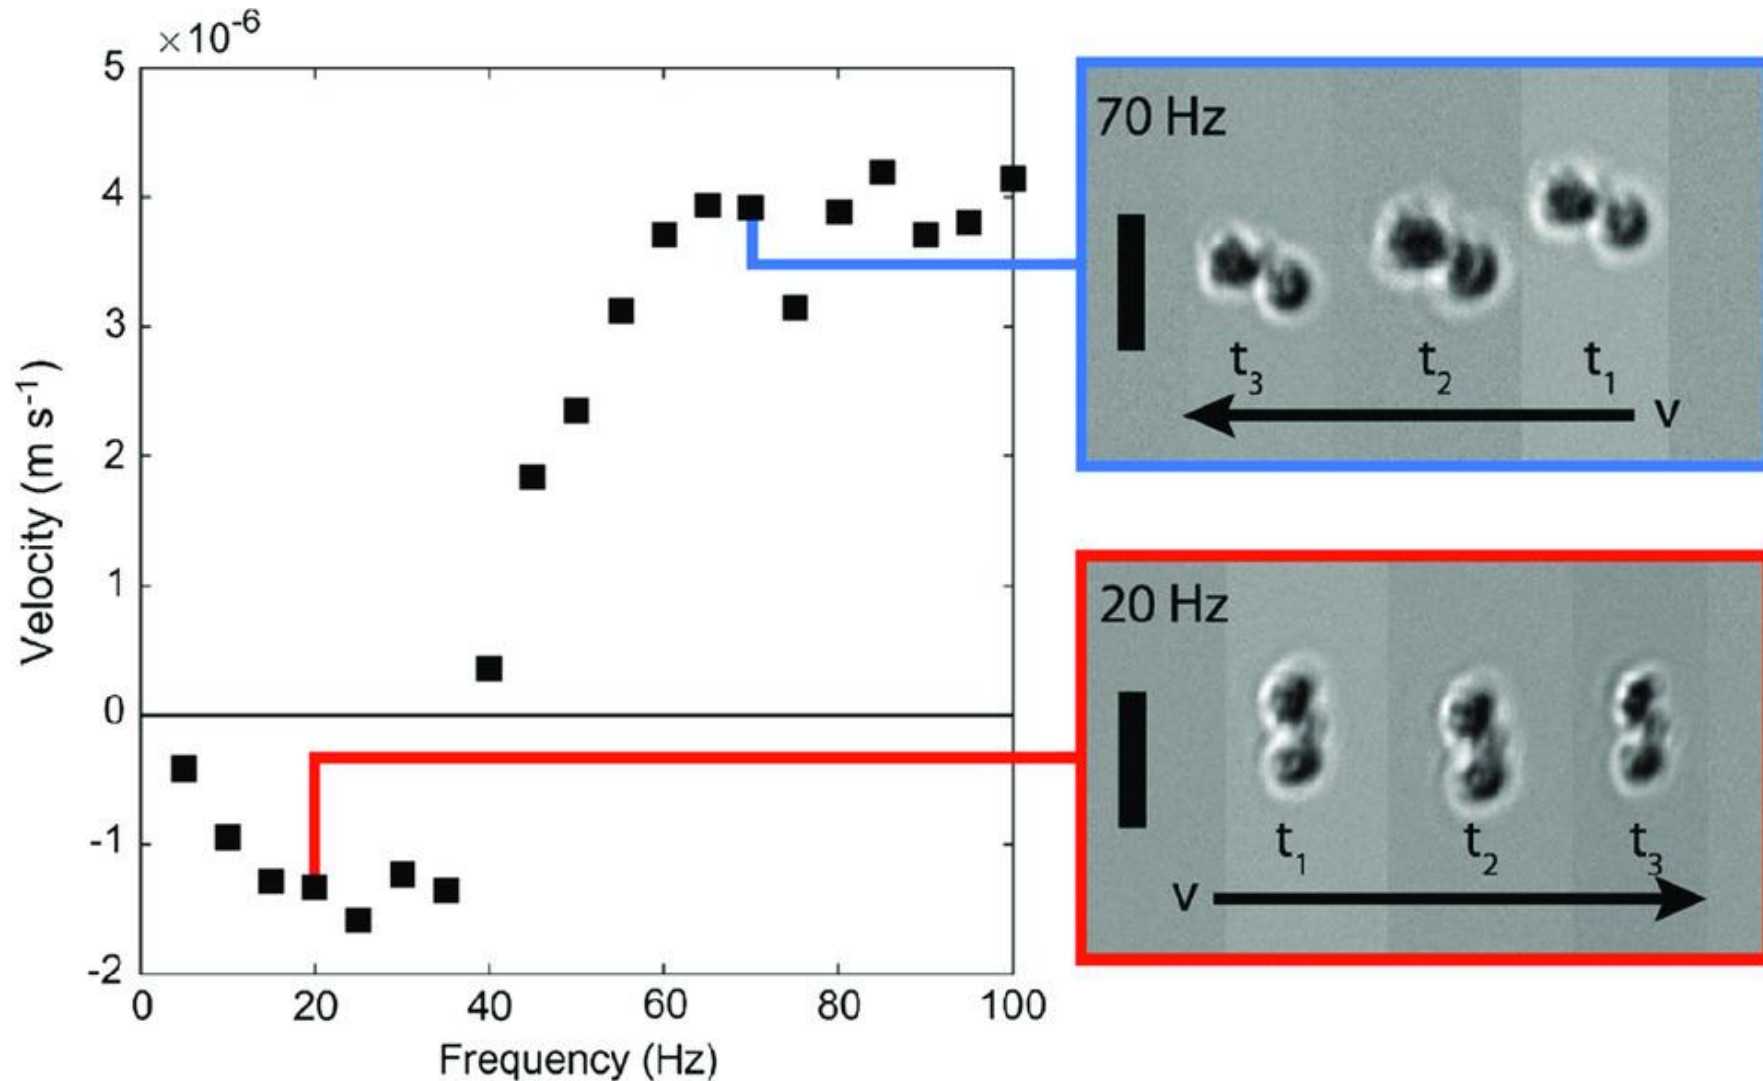 ×10⁻⁶
5
4
3
2
1
0
-1
-2
Velocity (m s⁻¹)
0 20 40 60 80 100
Frequency (Hz)
70 Hz
t₃ t₂ t₁
v
20 Hz
t₁ t₂ t₃
v